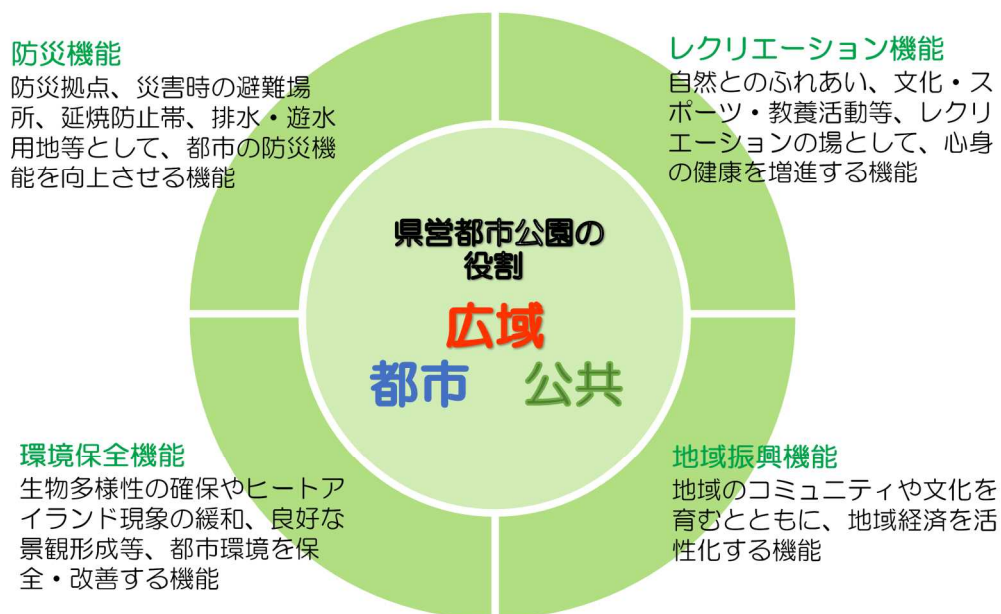 防災機能
防災拠点、災害時の避難場
所、延焼防止帯、排水・遊水
用地等として、都市の防災機
能を向上させる機能
レクリエーション機能
自然とのふれあい、文化・ス
ポーツ・教養活動等、レクリ
エーションの場として、心身
の健康を増進する機能
県営都市公園の
役割
広域
都市 公共
環境保全機能
生物多様性の確保やヒートア
イランド現象の緩和、良好な
景観形成等、都市環境を保
全・改善する機能
地域振興機能
地域のコミュニティや文化を
育むとともに、地域経済を活
性化する機能